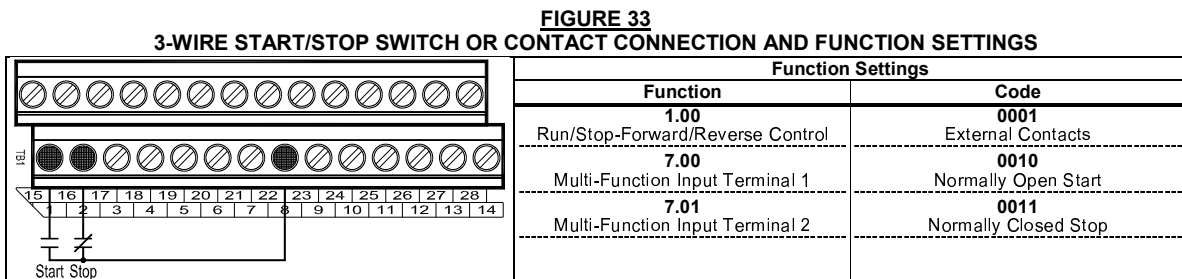 FIGURE 33
3-WIRE START/STOP SWITCH OR CONTACT CONNECTION AND FUNCTION SETTINGS
Function Settings
Function Code
1.00 0001
Run/Stop-Forward/Reverse Control External Contacts
7.00 0010
Multi-Function Input Terminal 1 Normally Open Start
7.01 0011
Multi-Function Input Terminal 2 Normally Closed Stop
TB1
15 16 17 18 19 20 21 22 23 24 25 26 27 28
1 2 3 4 5 6 7 8 9 10 11 12 13 14
Start Stop